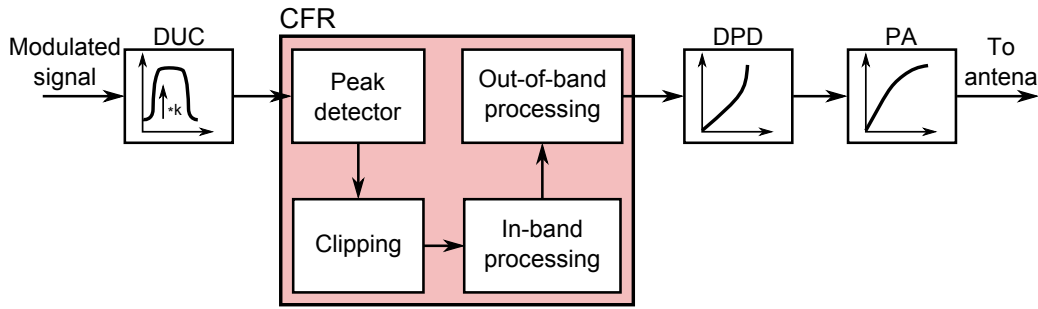 CFR
Modulated
signal
DUC
*k
Peak
detector
Clipping
In-band
processing
Out-of-band
processing
DPD
PA
To
antena